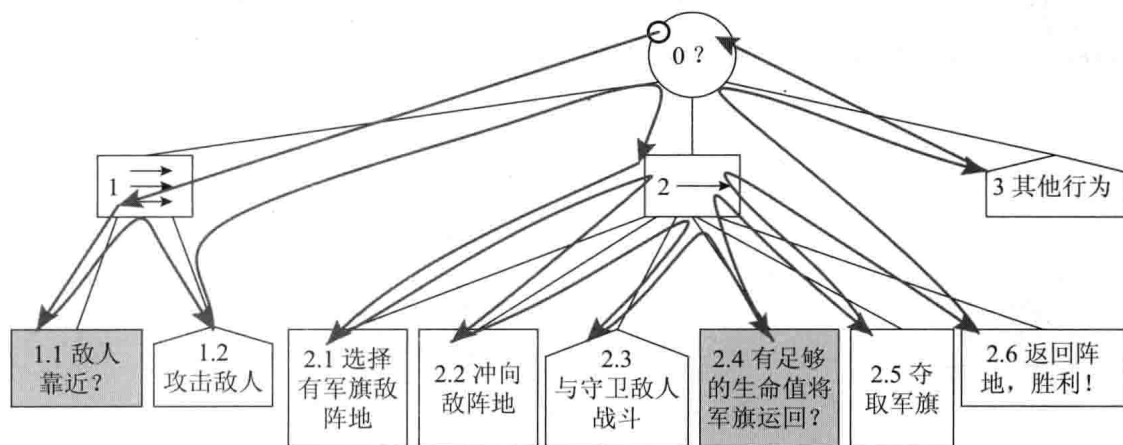 0？
1
2
3 其他行为
1.1 敌人
靠近？
1.2
攻击敌人
2.1 选择
有军旗敌
阵地
2.2 冲向
敌阵地
2.3
与守卫敌人
战斗
2.4 有足够
的生命值将
军旗运回？
2.5 夺
取军旗
2.6 返回阵
地，胜利！